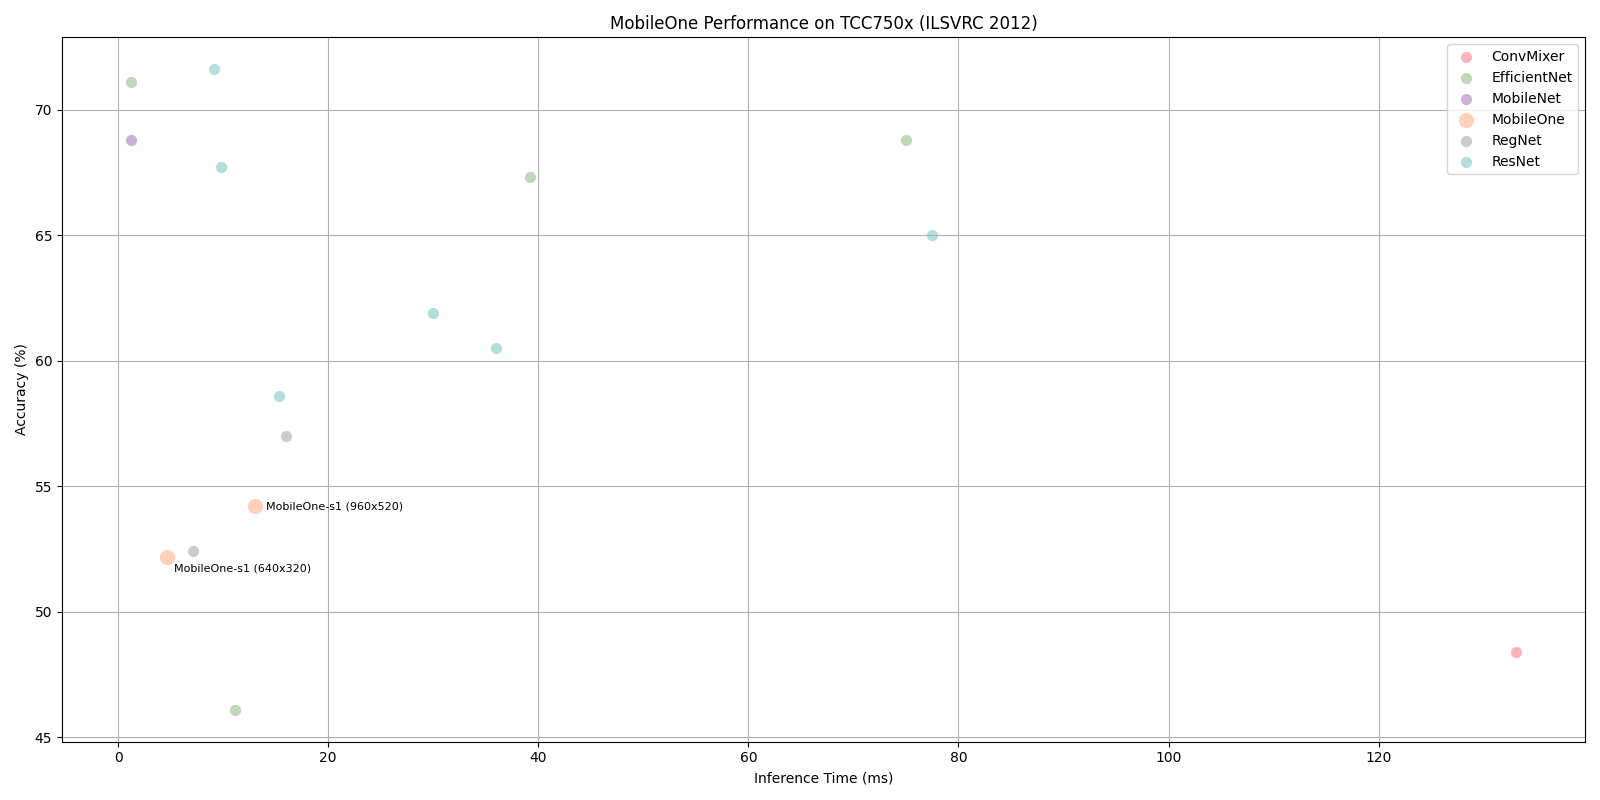 MobileOne Performance on TCC750x (ILSVRC 2012)
ConvMixer
EfficientNet
MobileNet
MobileOne
RegNet
ResNet
70
65
60
55
50
45
Accuracy (%)
MobileOne-s1 (960x520)
MobileOne-s1 (640x320)
0
20
40
60
80
100
120
Inference Time (ms)